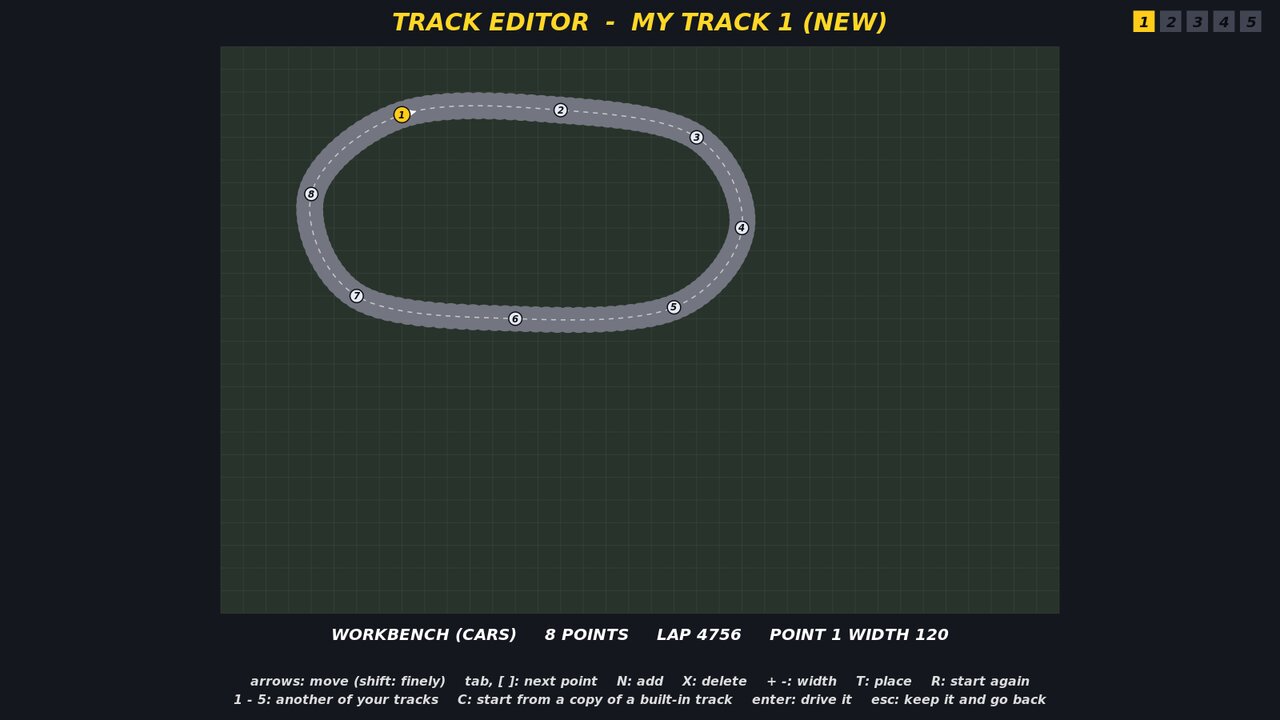 TRACK EDITOR - MY TRACK 1 (NEW)
1 2 3 4 5
1
2
3
8
4
7
5
6
WORKBENCH (CARS) 8 POINTS LAP 4756 POINT 1 WIDTH 120
arrows: move (shift: finely) tab, [ ]: next point N: add X: delete + -: width T: place R: start again
1 - 5: another of your tracks C: start from a copy of a built-in track enter: drive it esc: keep it and go back